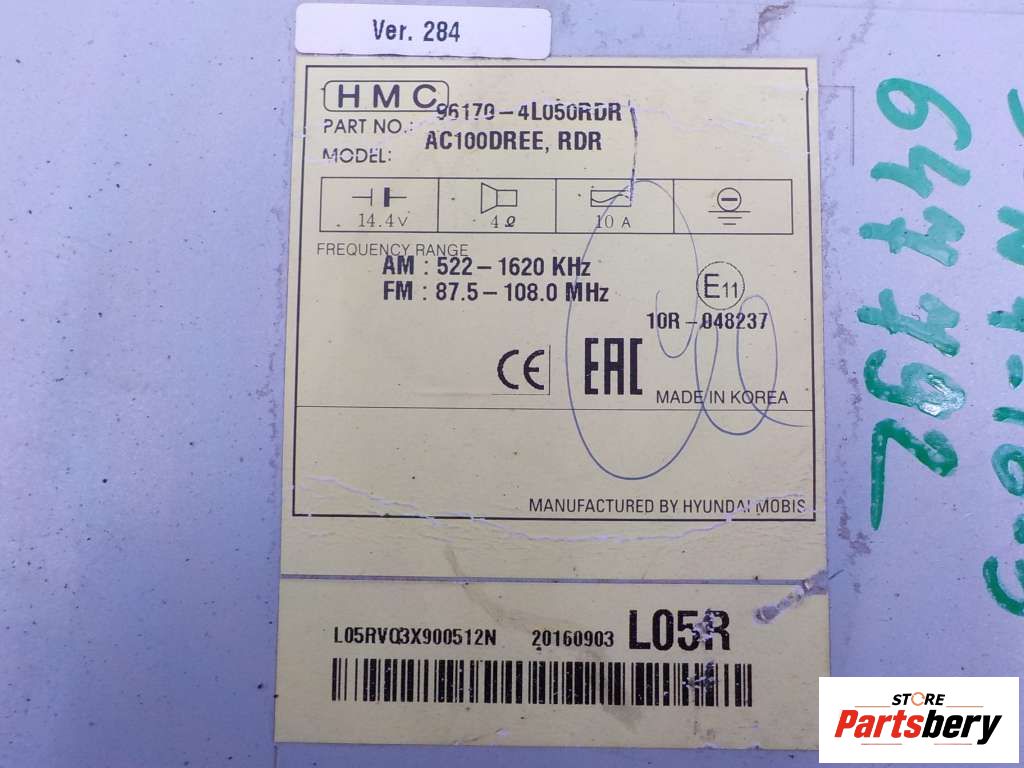 Ver. 284
HMC
PART NO.: 96170-4L050RDR
MODEL: AC100DREE, RDR
14.4V 4Ω 10 A
FREQUENCY RANGE
AM : 522-1620 KHz
FM : 87.5-108.0 MHz
E11
10R-048237
CE EAC
MADE IN KOREA
MANUFACTURED BY HYUNDAI MOBIS
L05RVQ3X900512N 20160903 L05R
STORE
Partsbery